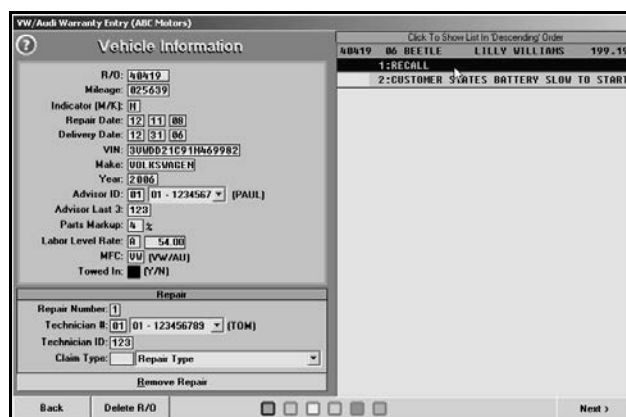 VW/Audi Warranty Entry (ABC Motors)
? Vehicle Information
R/O: 40419
Mileage: 025639
Indicator (M/K): M
Repair Date: 12 11 08
Delivery Date: 12 31 06
VIN: 3VWDD21C91M469982
Make: VOLKSWAGEN
Year: 2006
Advisor ID: 01 01 - 1234567 (PAUL)
Advisor Last 3: 123
Parts Markup: 4 %
Labor Level Rate: A 54.00
MFC: VW (VW/AU)
Towed In: (Y/N)
Repair
Repair Number: 1
Technician #: 01 01 - 123456789 (TOM)
Technician ID: 123
Claim Type: Repair Type
Remove Repair
Click To Show List In 'Descending' Order
40419 06 BEETLE LILLY WILLIAMS 199.19
1:RECALL
2:CUSTOMER STATES BATTERY SLOW TO START
Back Delete R/O Next >